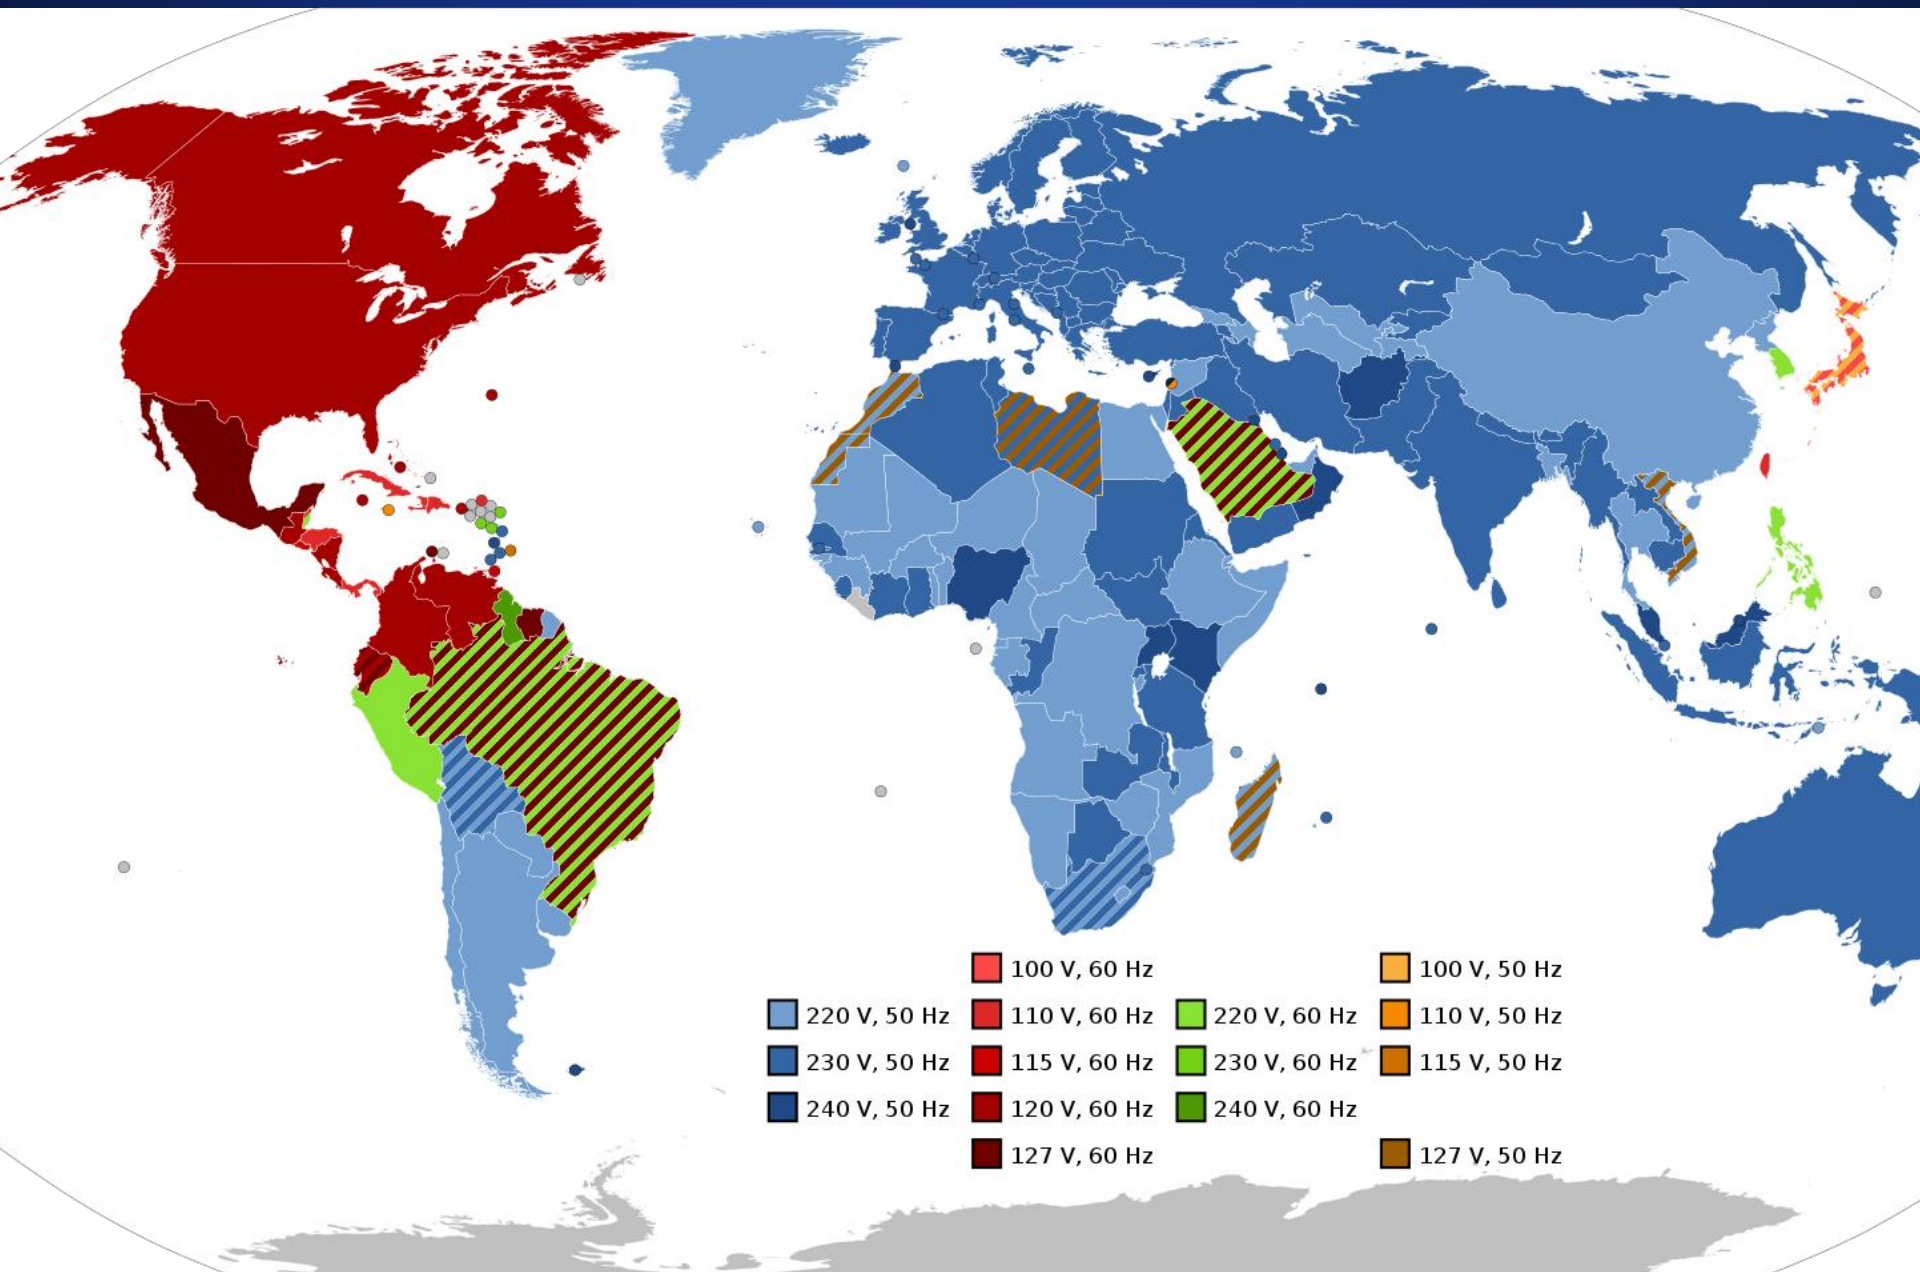 100 V, 60 Hz
100 V, 50 Hz
220 V, 50 Hz
110 V, 60 Hz
220 V, 60 Hz
110 V, 50 Hz
230 V, 50 Hz
115 V, 60 Hz
230 V, 60 Hz
115 V, 50 Hz
240 V, 50 Hz
120 V, 60 Hz
240 V, 60 Hz
127 V, 60 Hz
127 V, 50 Hz